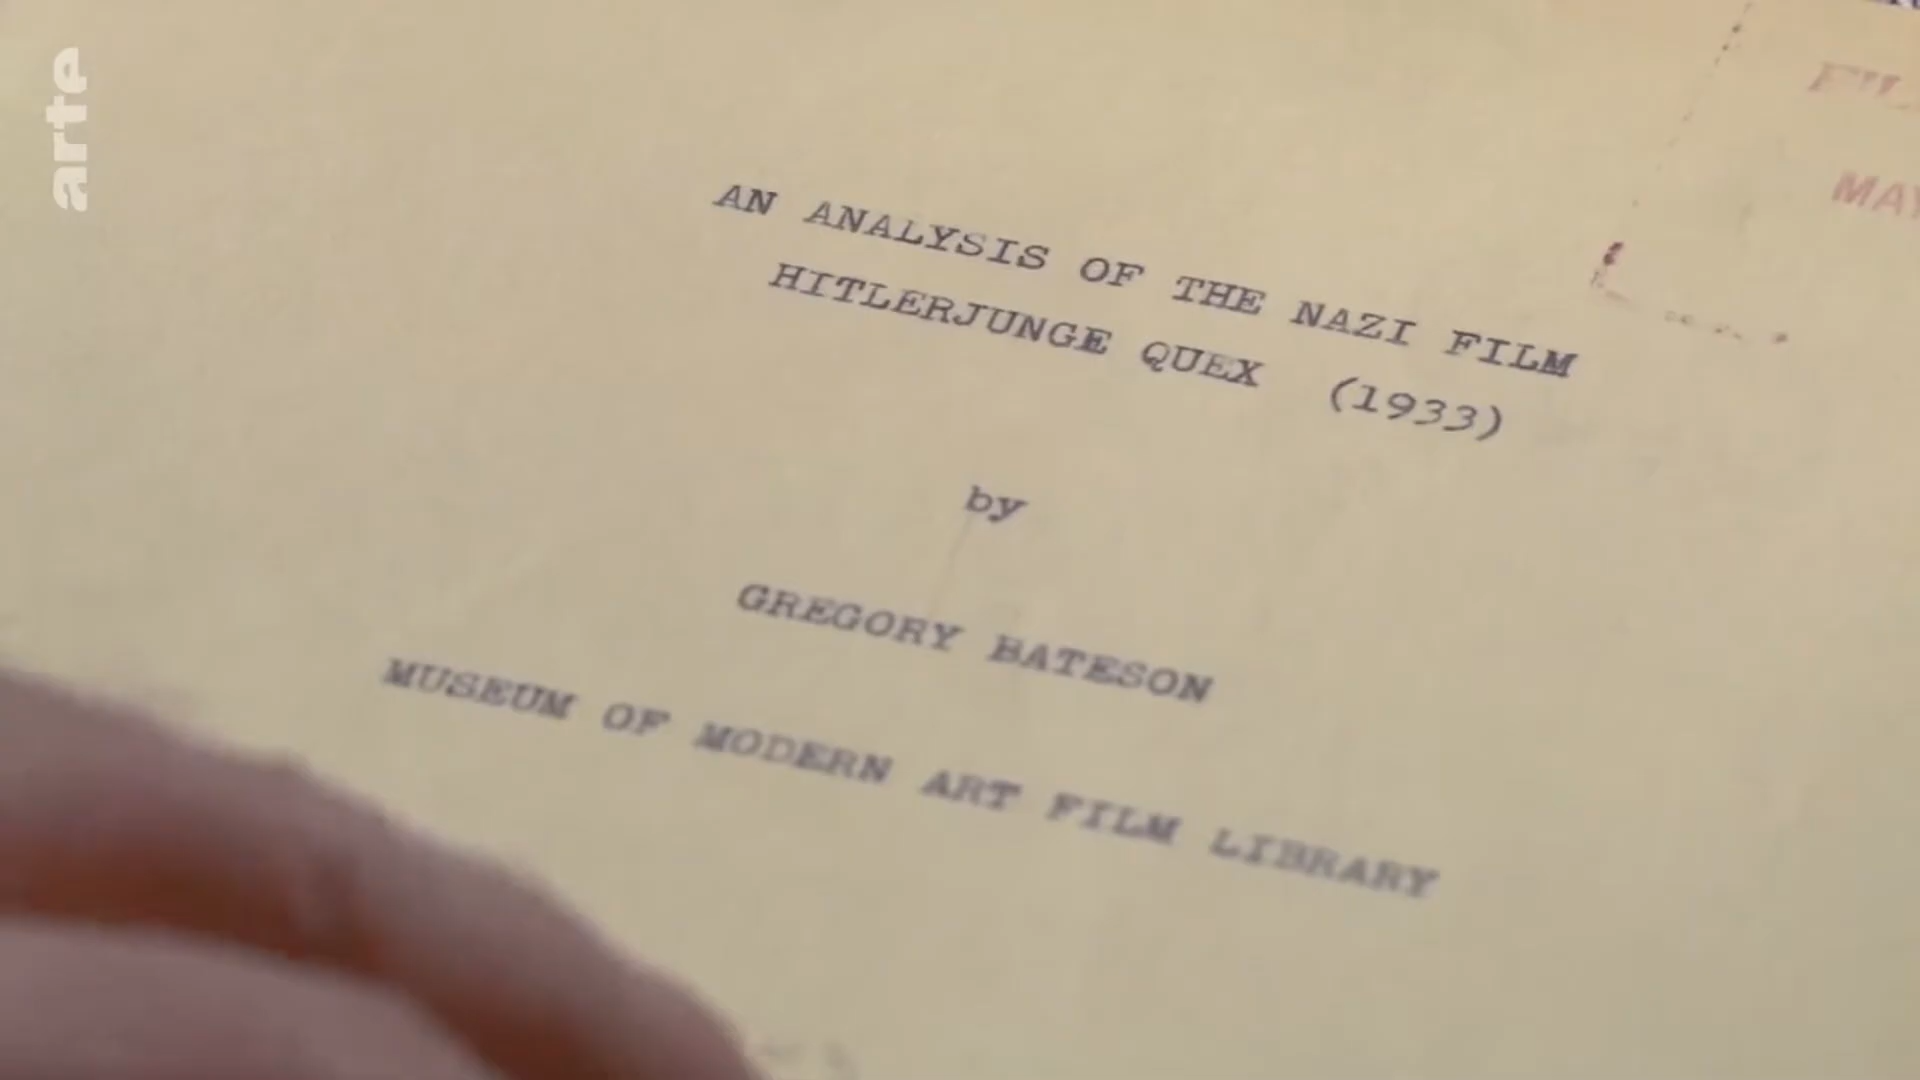 arte
AN ANALYSIS OF THE NAZI FILM
HITLERJUNGE QUEX (1933)
by
GREGORY BATESON
MUSEUM OF MODERN ART FILM LIBRARY
MAY